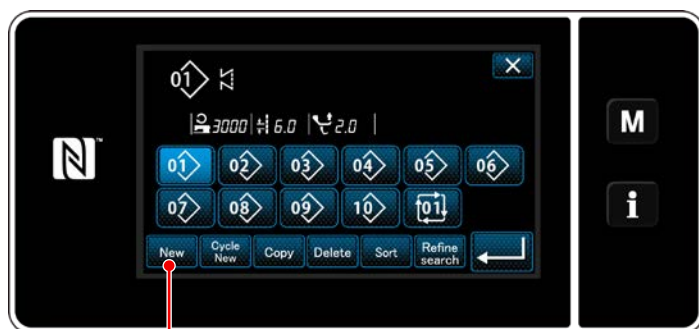 01
3000 6.0 2.0
M
N
01 02 03 04 05 06
i
07 08 09 10 01
New Cycle New Copy Delete Sort Refine search